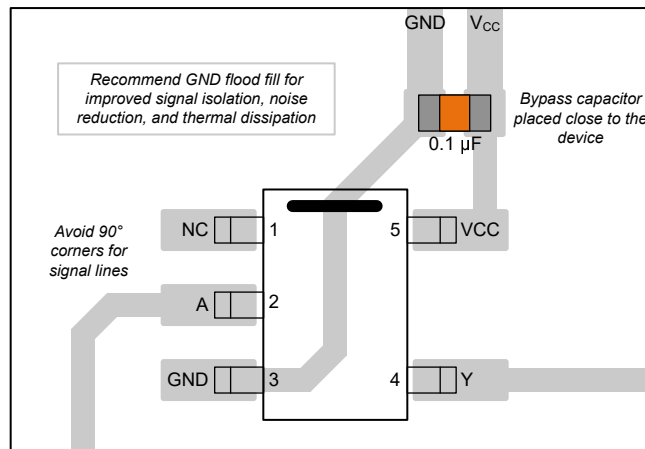 GND
VCC
Recommend GND flood fill for
improved signal isolation, noise
reduction, and thermal dissipation
Bypass capacitor
placed close to the
device
0.1 µF
Avoid 90°
corners for
signal lines
NC
1
5
VCC
A
2
GND
3
4
Y